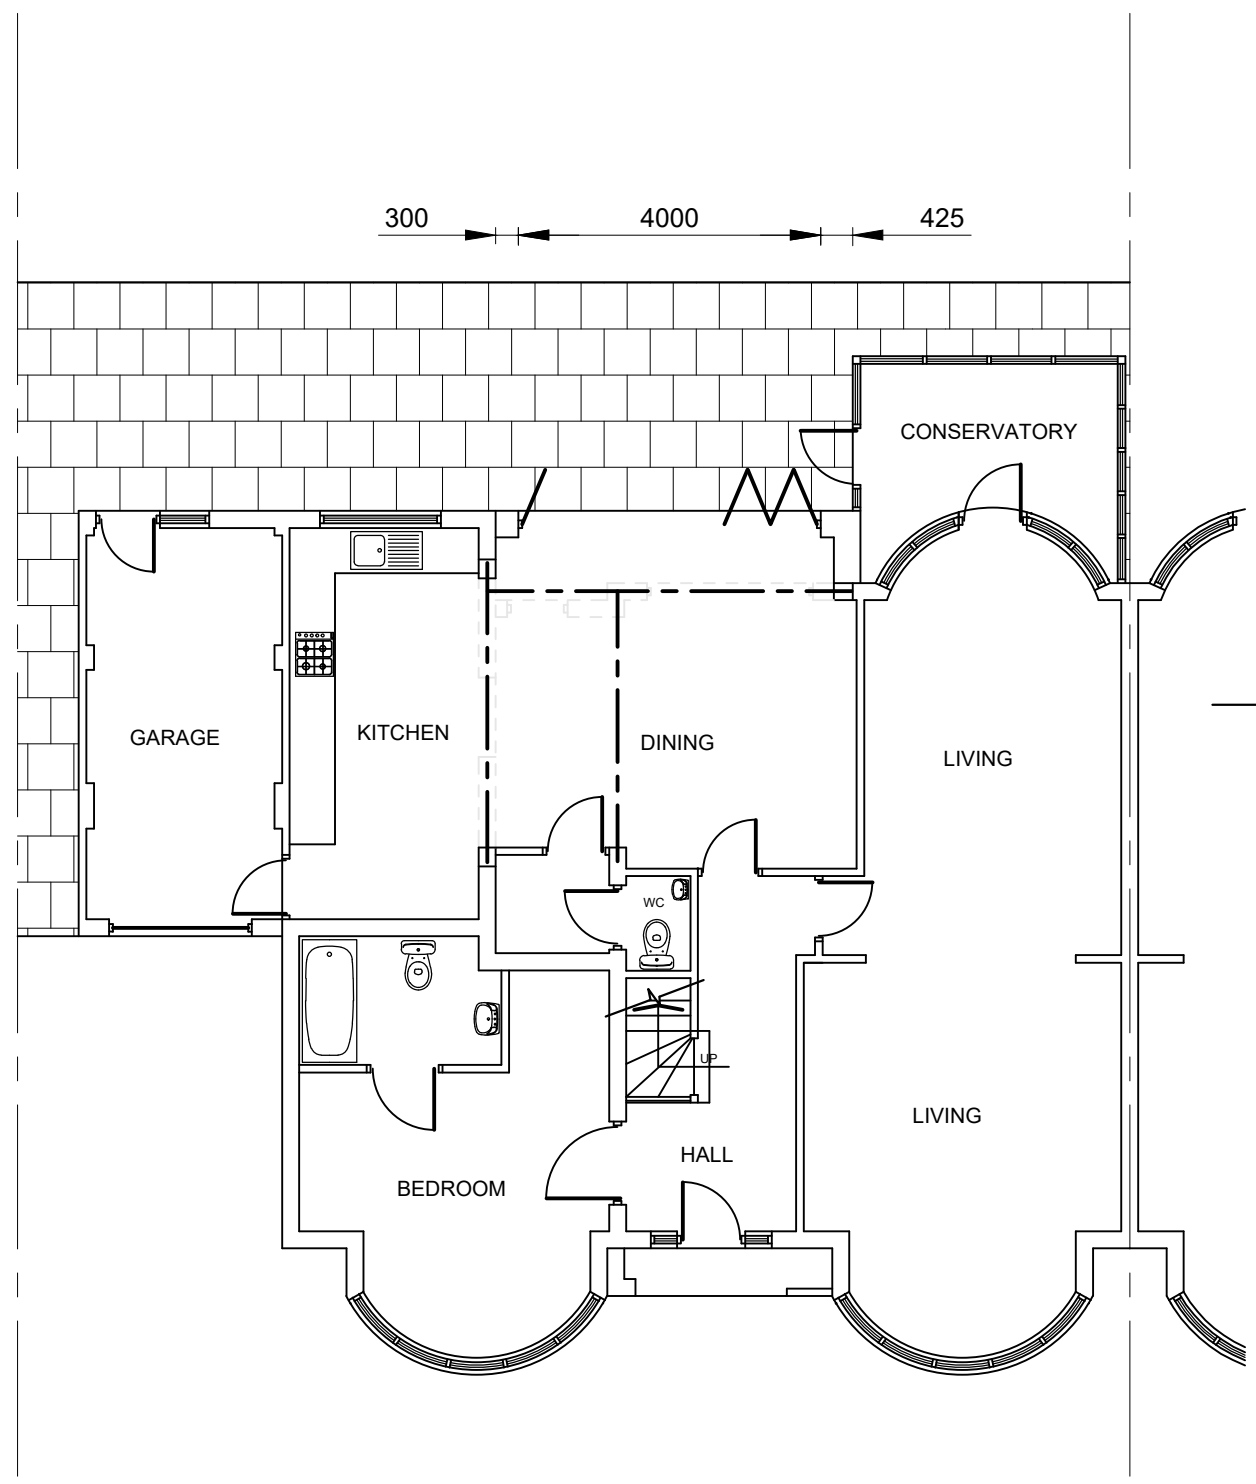 300 4000 425
CONSERVATORY
KITCHEN
GARAGE
DINING
LIVING
WC
UP
LIVING
HALL
BEDROOM